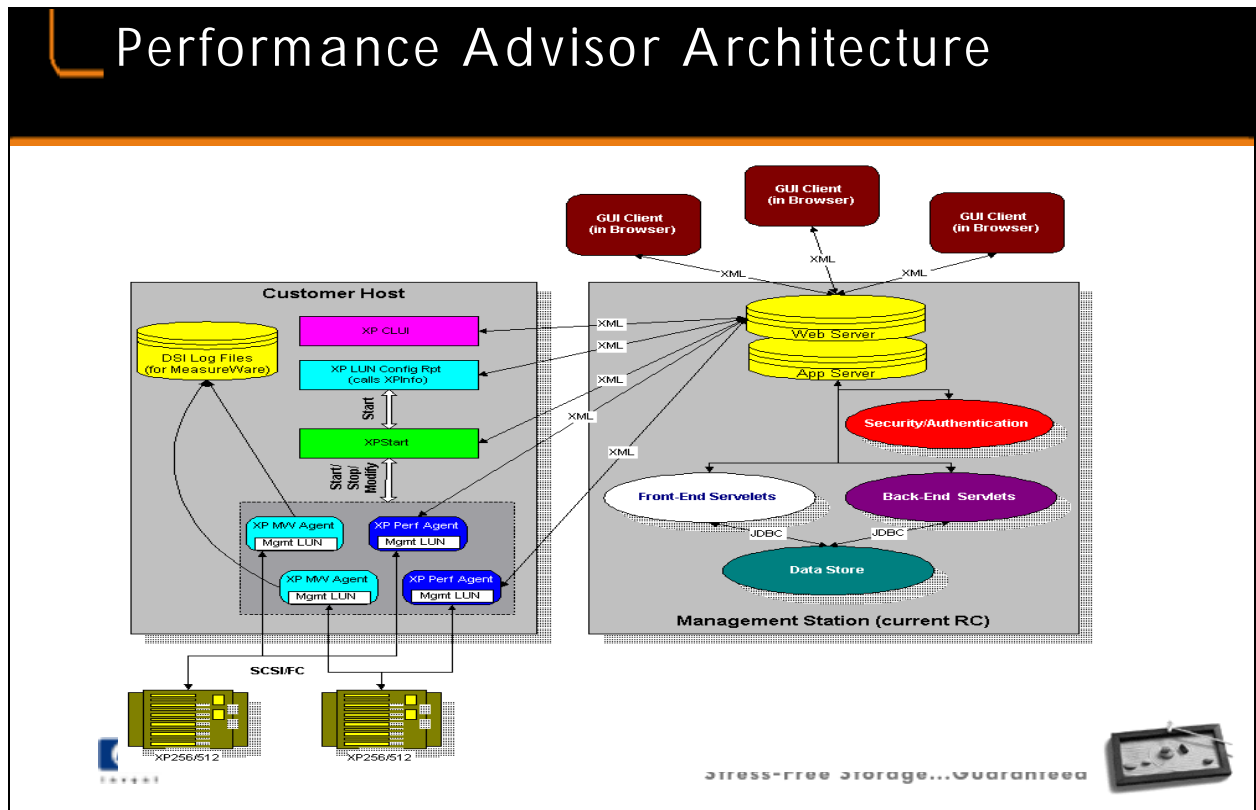 Performance Advisor Architecture
GUI Client
(in Browser)
GUI Client
(in Browser)
GUI Client
(in Browser)
XML
XML
XML
Customer Host
DSI Log Files
(for MeasureWare)
XP CLUI
XP LUN Config Rpt
(calls XPInfo)
Start
XPStart
Start/
Stop/
Modify
XP MW Agent
Mgmt LUN
XP Perf Agent
Mgmt LUN
XP MW Agent
Mgmt LUN
XP Perf Agent
Mgmt LUN
XML
XML
XML
XML
XML
Web Server
App Server
Security/Authentication
Front-End Servelets
Back-End Servlets
JDBC
JDBC
Data Store
Management Station (current RC)
SCSI/FC
XP256/512
XP256/512
invent
Stress-Free Storage...Guaranteed